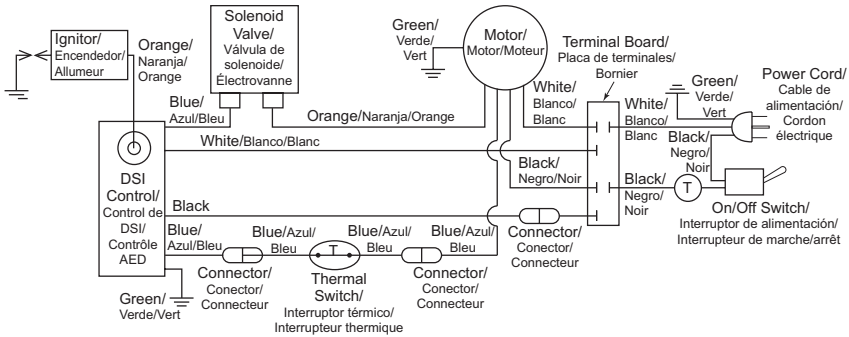 Ignitor/
Encendedor/
Allumeur
Orange/
Naranja/
Orange
Solenoid
Valve/
Válvula de
solenoide/
Électrovanne
Green/
Verde/
Vert
Motor/
Motor/Moteur
Terminal Board/
Placa de terminales/
Bornier
Green/
Verde/
Vert
Power Cord/
Cable de
alimentación/
Cordon
électrique
Blue/
Azul/Bleu
Orange/Naranja/Orange
White/
Blanco/
Blanc
White/
Blanco/
Blanc
White/Blanco/Blanc
Black/
Negro/
Noir
DSI
Control/
Control de
DSI/
Contrôle
AED
Black/
Negro/Noir
Black/
Negro/
Noir
T
On/Off Switch/
Interruptor de alimentación/
Interrupteur de marche/arrêt
Black
Connector/
Conector/
Connecteur
Blue/
Azul/Bleu
Blue/Azul/
Bleu
T
Blue/Azul/
Bleu
Blue/Azul/
Bleu
Connector/
Conector/
Connecteur
Thermal
Switch/
Interruptor térmico/
Interrupteur thermique
Connector/
Conector/
Connecteur
Green/
Verde/Vert